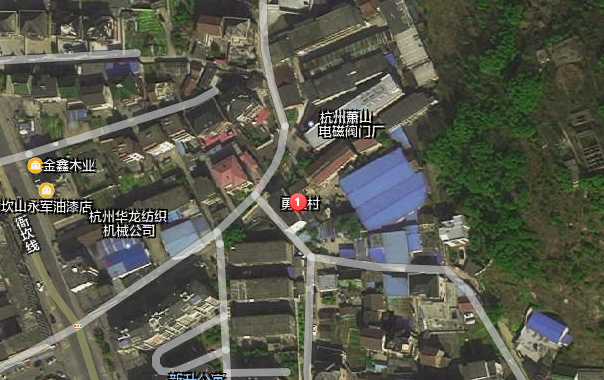 杭州萧山
电磁阀门厂
金鑫木业
坎山永军油漆店
1
村
杭州华龙纺织
机械公司
衙坎线